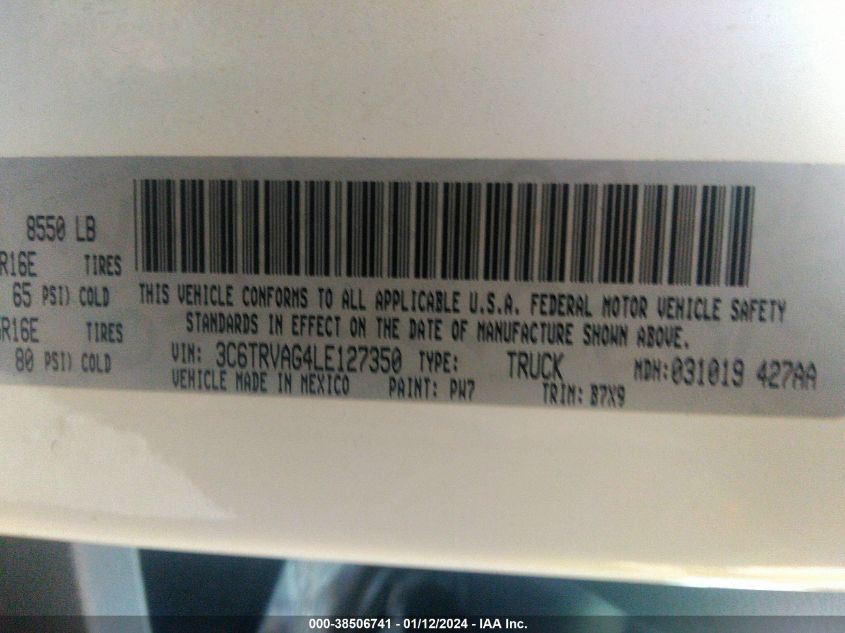 8550 LB
R16E TIRES
65 PSI) COLD
R16E TIRES
80 PSI) COLD
THIS VEHICLE CONFORMS TO ALL APPLICABLE U.S.A. FEDERAL MOTOR VEHICLE SAFETY
STANDARDS IN EFFECT ON THE DATE OF MANUFACTURE SHOWN ABOVE.
VIN: 3C6TRVAG4LE127350 TYPE: TRUCK MDH:031019 427AA
VEHICLE MADE IN MEXICO PAINT: PW7 TRIM: B7X9
000-38506741 - 01/12/2024 - IAA Inc.